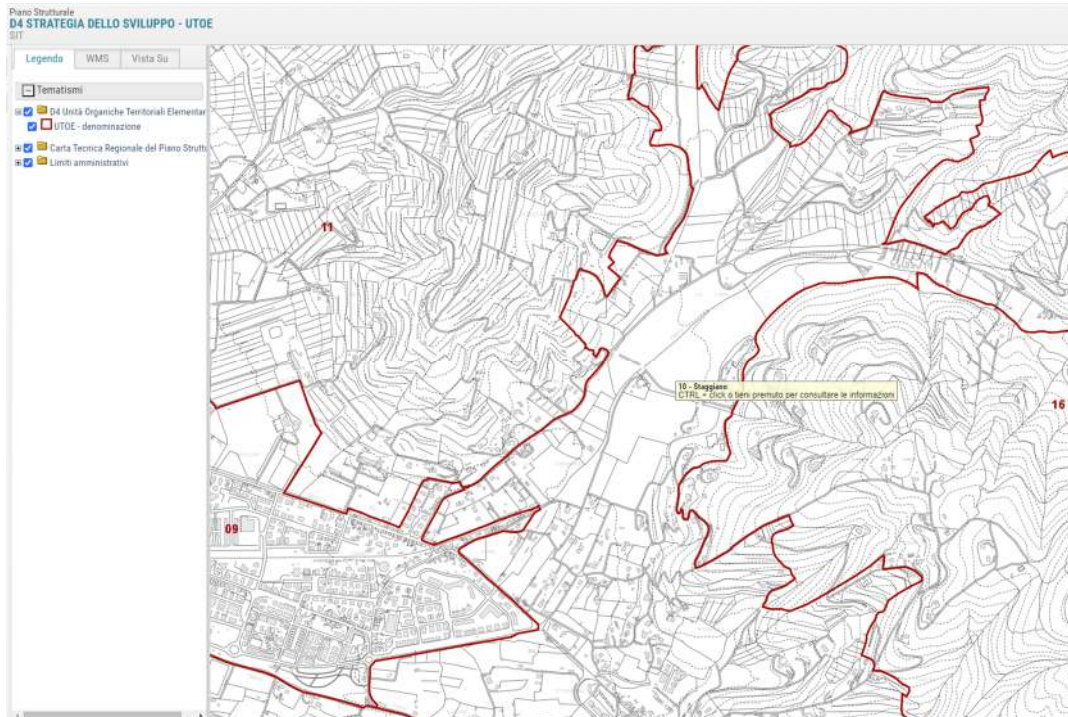 Piano Strutturale
D4 STRATEGIA DELLO SVILUPPO - UTOE
SIT
Legenda WMS Vista Su
Tematismi
D4 Unità Organiche Territoriali Elementar
UTOE - denominazione
Carta Tecnica Regionale del Piano Strutt
Limiti amministrativi
11
10 - Staggiano
CTRL + click o tieni premuto per consultare le informazioni
16
09